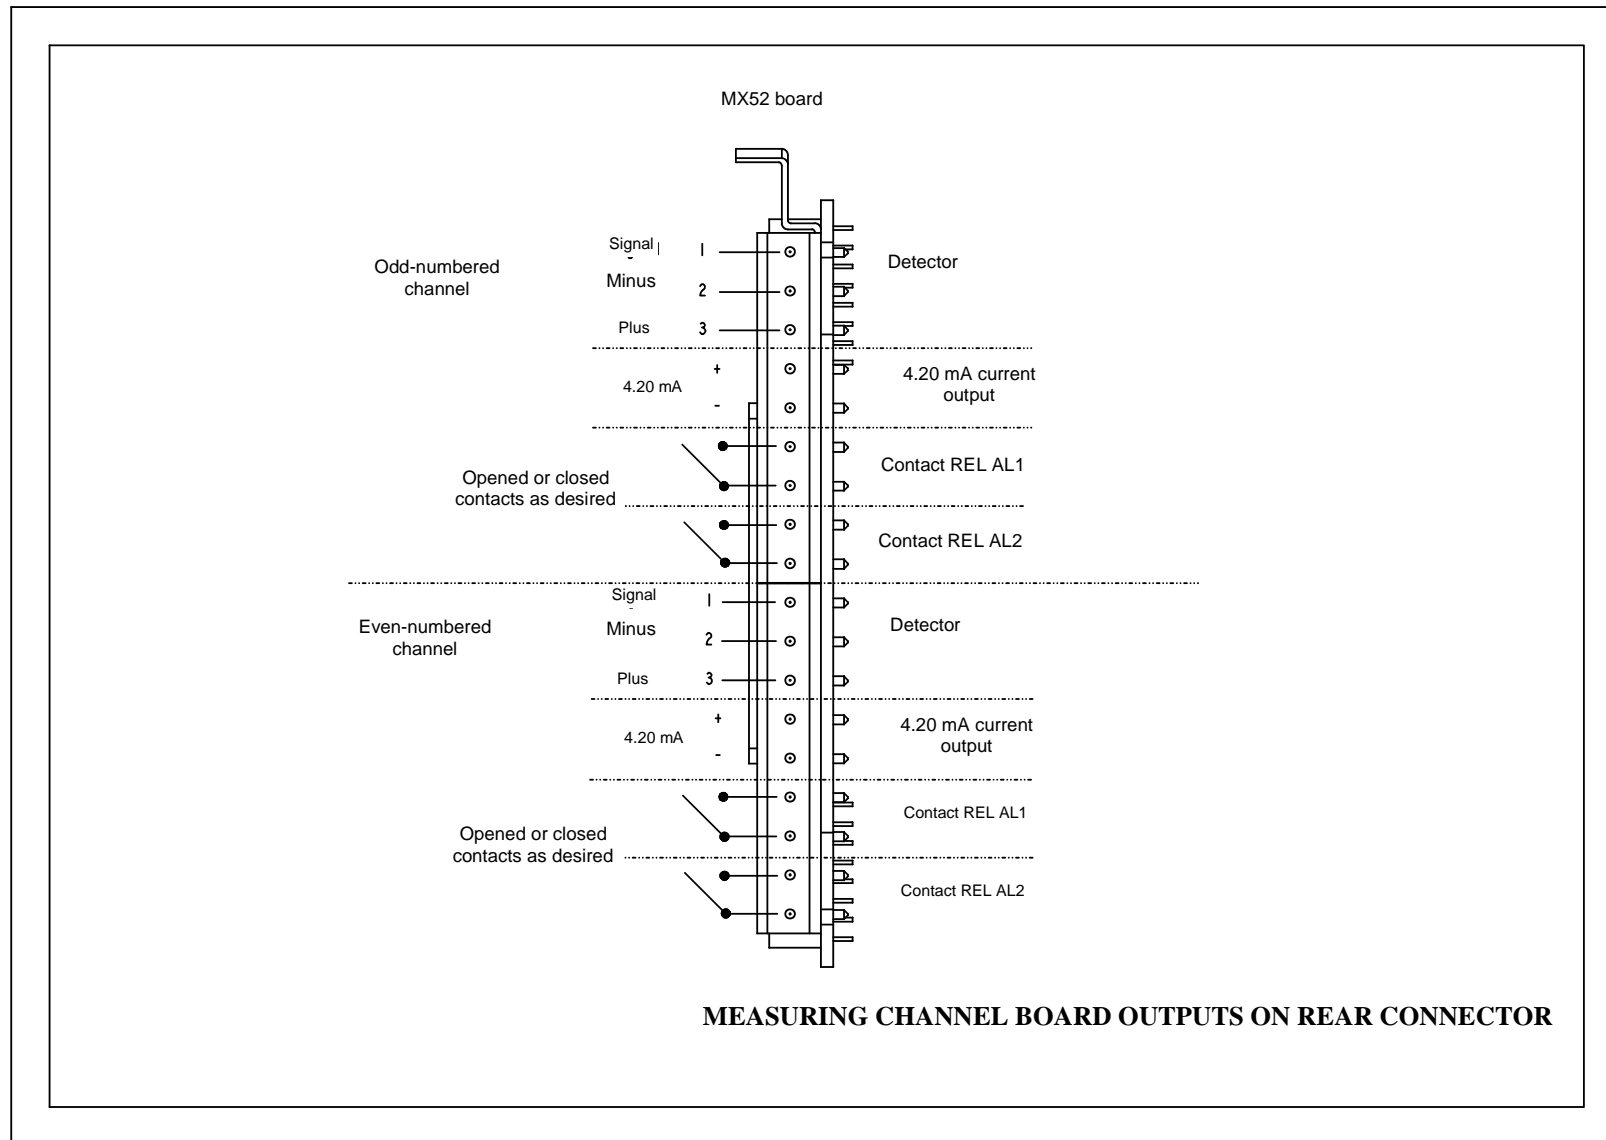 MX52 board
Odd-numbered
channel
Signal 1
Minus 2
Plus 3
Detector
4.20 mA
+
-
4.20 mA current
output
Opened or closed
contacts as desired
Contact REL AL1
Contact REL AL2
Even-numbered
channel
Signal 1
Minus 2
Plus 3
Detector
4.20 mA
+
-
4.20 mA current
output
Opened or closed
contacts as desired
Contact REL AL1
Contact REL AL2
MEASURING CHANNEL BOARD OUTPUTS ON REAR CONNECTOR